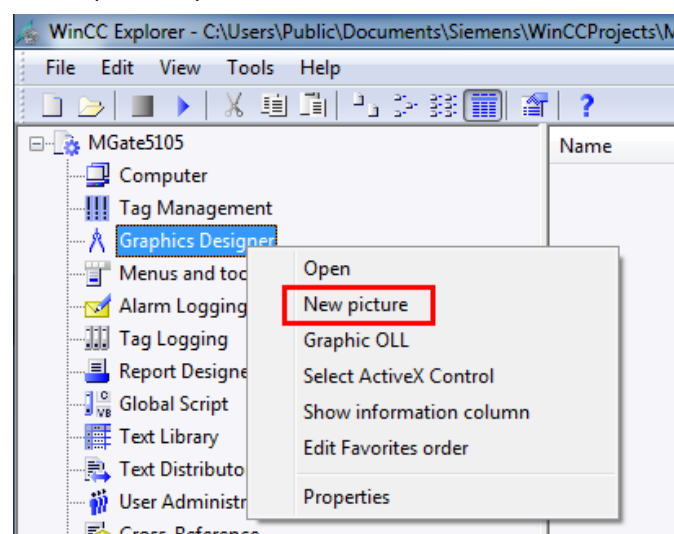 WinCC Explorer - C:\Users\Public\Documents\Siemens\WinCCProjects\M
File Edit View Tools Help
?
MGate5105
Name
Computer
Tag Management
Graphics Designer
Menus and too
Alarm Logging
Tag Logging
Report Designe
Global Script
Text Library
Text Distributo
User Administr
Cross-Reference
Open
New picture
Graphic OLL
Select ActiveX Control
Show information column
Edit Favorites order
Properties